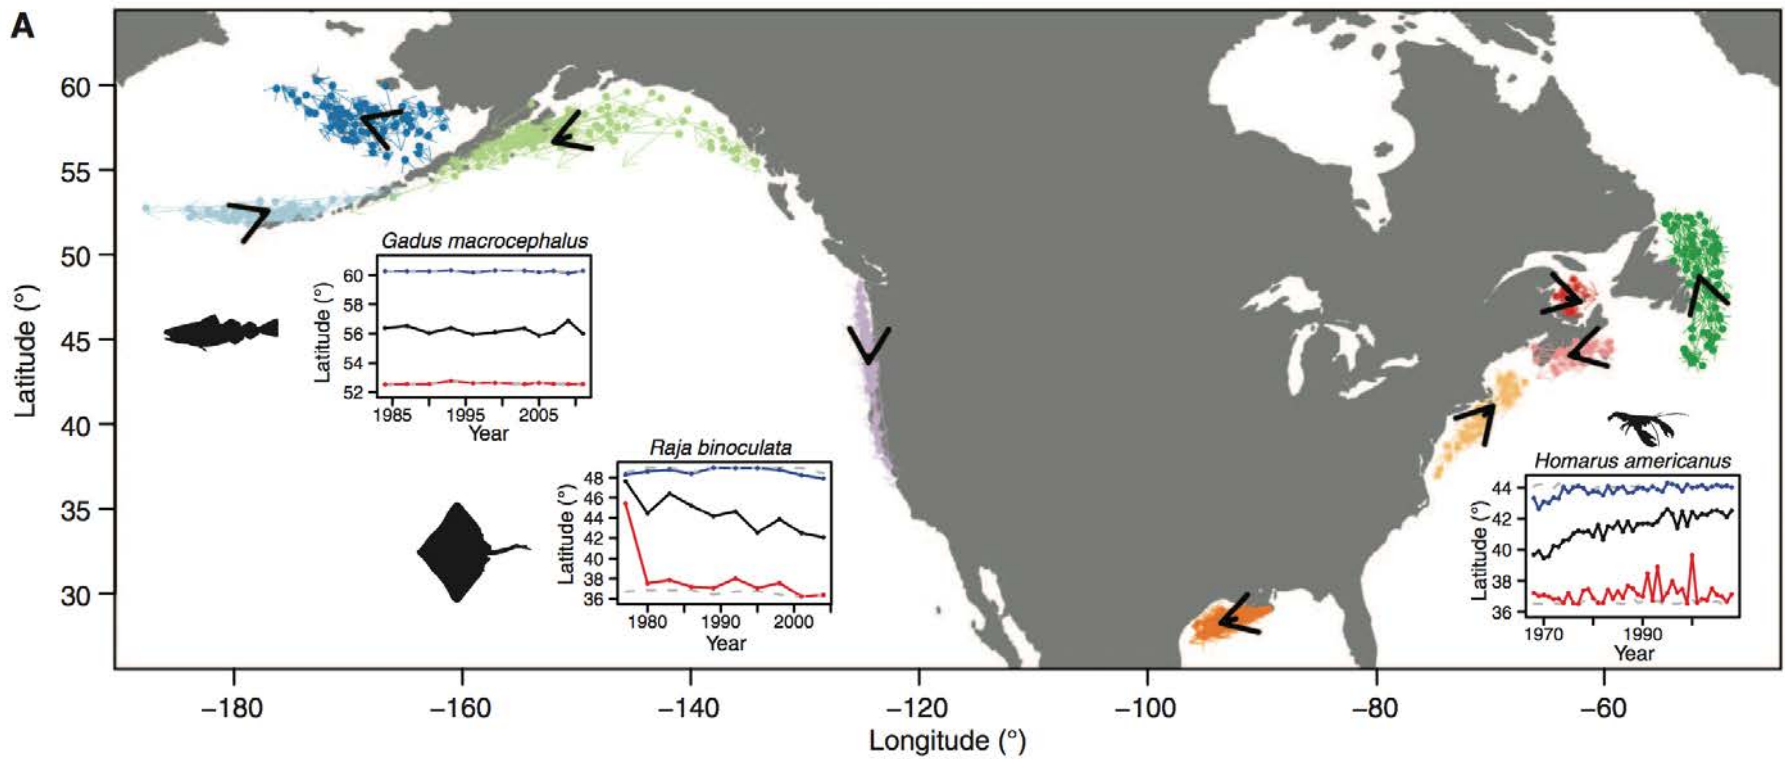 A
60
55
50
45
40
35
30
Latitude (°)
Gadus macrocephalus
60
58
56
54
52
Latitude (°)
1985 1995 2005
Year
Raja binoculata
48
46
44
42
40
38
36
Latitude (°)
1980 1990 2000
Year
Homarus americanus
44
42
40
38
36
Latitude (°)
1970 1990
Year
−180 −160 −140 −120 −100 −80 −60
Longitude (°)